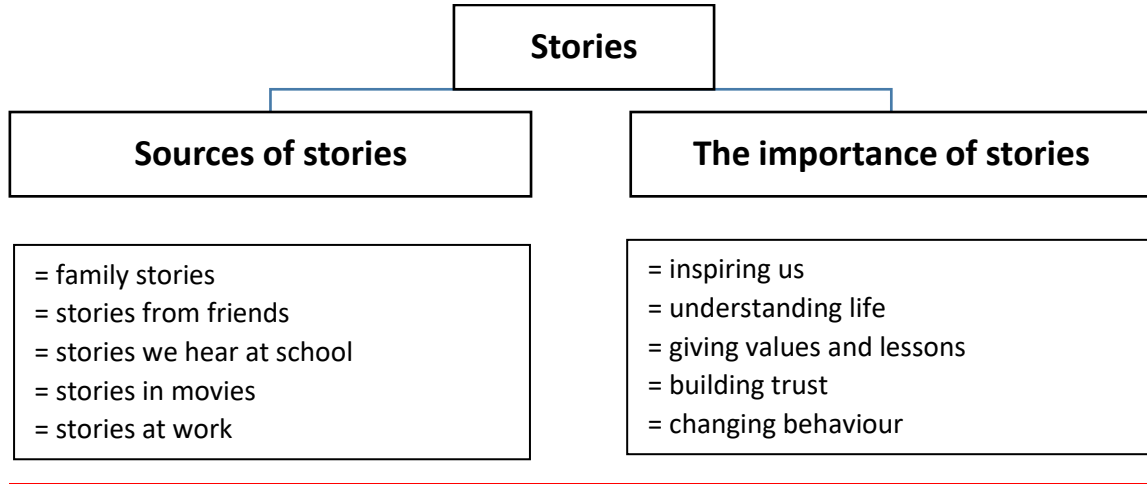 Stories
Sources of stories
The importance of stories
= family stories
= stories from friends
= stories we hear at school
= stories in movies
= stories at work
= inspiring us
= understanding life
= giving values and lessons
= building trust
= changing behaviour